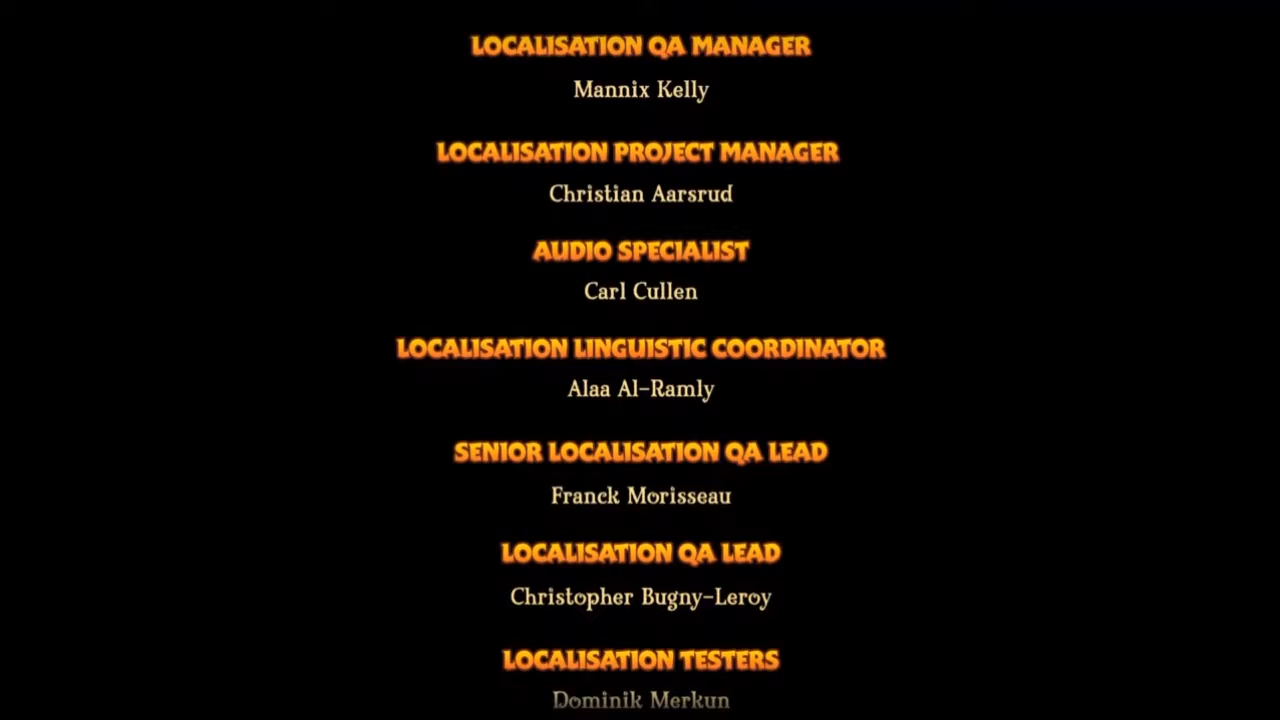 LOCALISATION QA MANAGER
Mannix Kelly
LOCALISATION PROJECT MANAGER
Christian Aarsrud
AUDIO SPECIALIST
Carl Cullen
LOCALISATION LINGUISTIC COORDINATOR
Alaa Al-Ramly
SENIOR LOCALISATION QA LEAD
Franck Morisseau
LOCALISATION QA LEAD
Christopher Bugny-Leroy
LOCALISATION TESTERS
Dominik Merkun